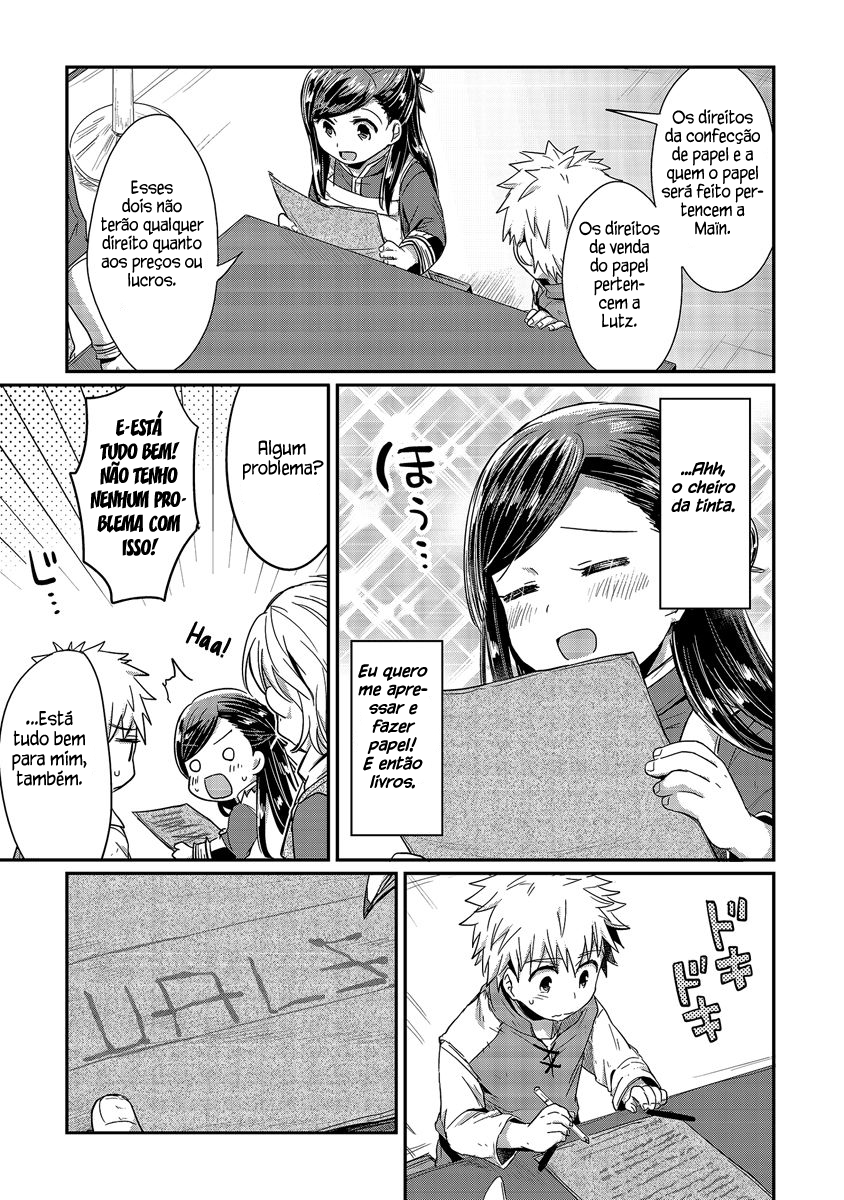 Os direitos
da confecção
de papel e a
quem o papel
será feito per-
tencem a
Maïn.
Os direitos
de venda
do papel
perten-
cem a
Lutz.
Esses
dois não
terão qualquer
direito quanto
aos preços ou
lucros.
...Ahh,
o cheiro
da tinta.
ほぅ…
Eu quero
me apres-
sar e
fazer
papel!
E então
livros.
Algum
problema?
E-ESTÁ
TUDO BEM!
NÃO TENHO
NENHUM PRO-
BLEMA COM
ISSO!
じ…
Haa!
...Está
tudo bem
para mim,
também.
ドキ
ドキ